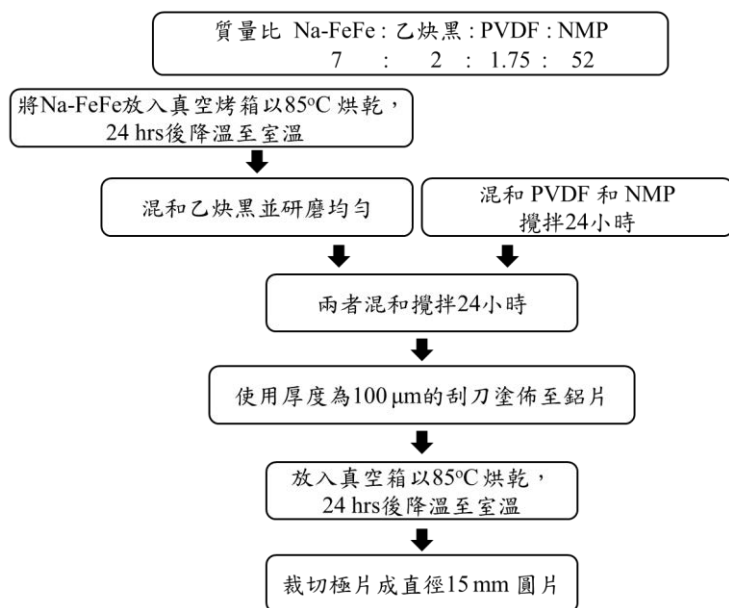 質量比 Na-FeFe : 乙炔黑 : PVDF : NMP
7 : 2 : 1.75 : 52
將Na-FeFe放入真空烤箱以85°C 烘乾，
24 hrs後降溫至室溫
混和乙炔黑並研磨均勻
混和 PVDF 和 NMP
攪拌24小時
兩者混和攪拌24小時
使用厚度為100 μm的刮刀塗佈至鋁片
放入真空箱以85°C 烘乾，
24 hrs後降溫至室溫
裁切極片成直徑15 mm 圓片